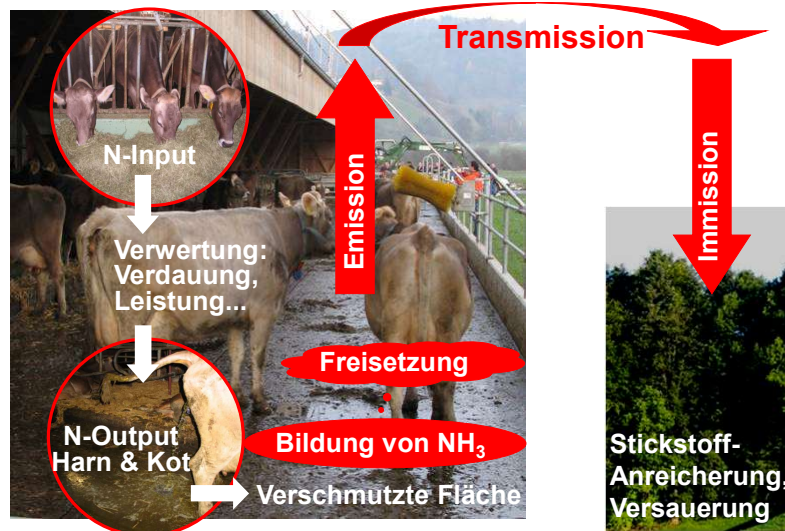 N-Input
Verwertung:
Verdauung,
Leistung...
N-Output
Harn & Kot
Verschmutzte Fläche
Bildung von NH₃
Freisetzung
Emission
Transmission
Immission
Stickstoff-
Anreicherung,
Versauerung